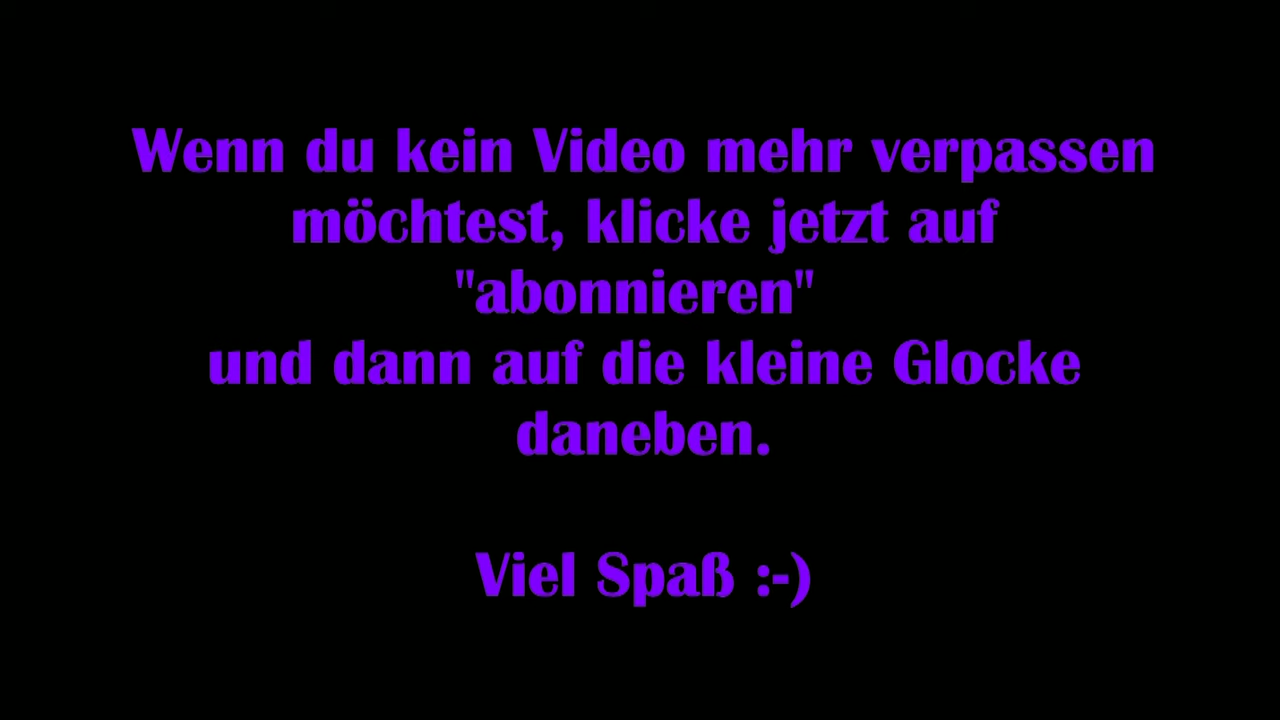 Wenn du kein Video mehr verpassen
möchtest, klicke jetzt auf
"abonnieren"
und dann auf die kleine Glocke
daneben.
Viel Spaß :-)